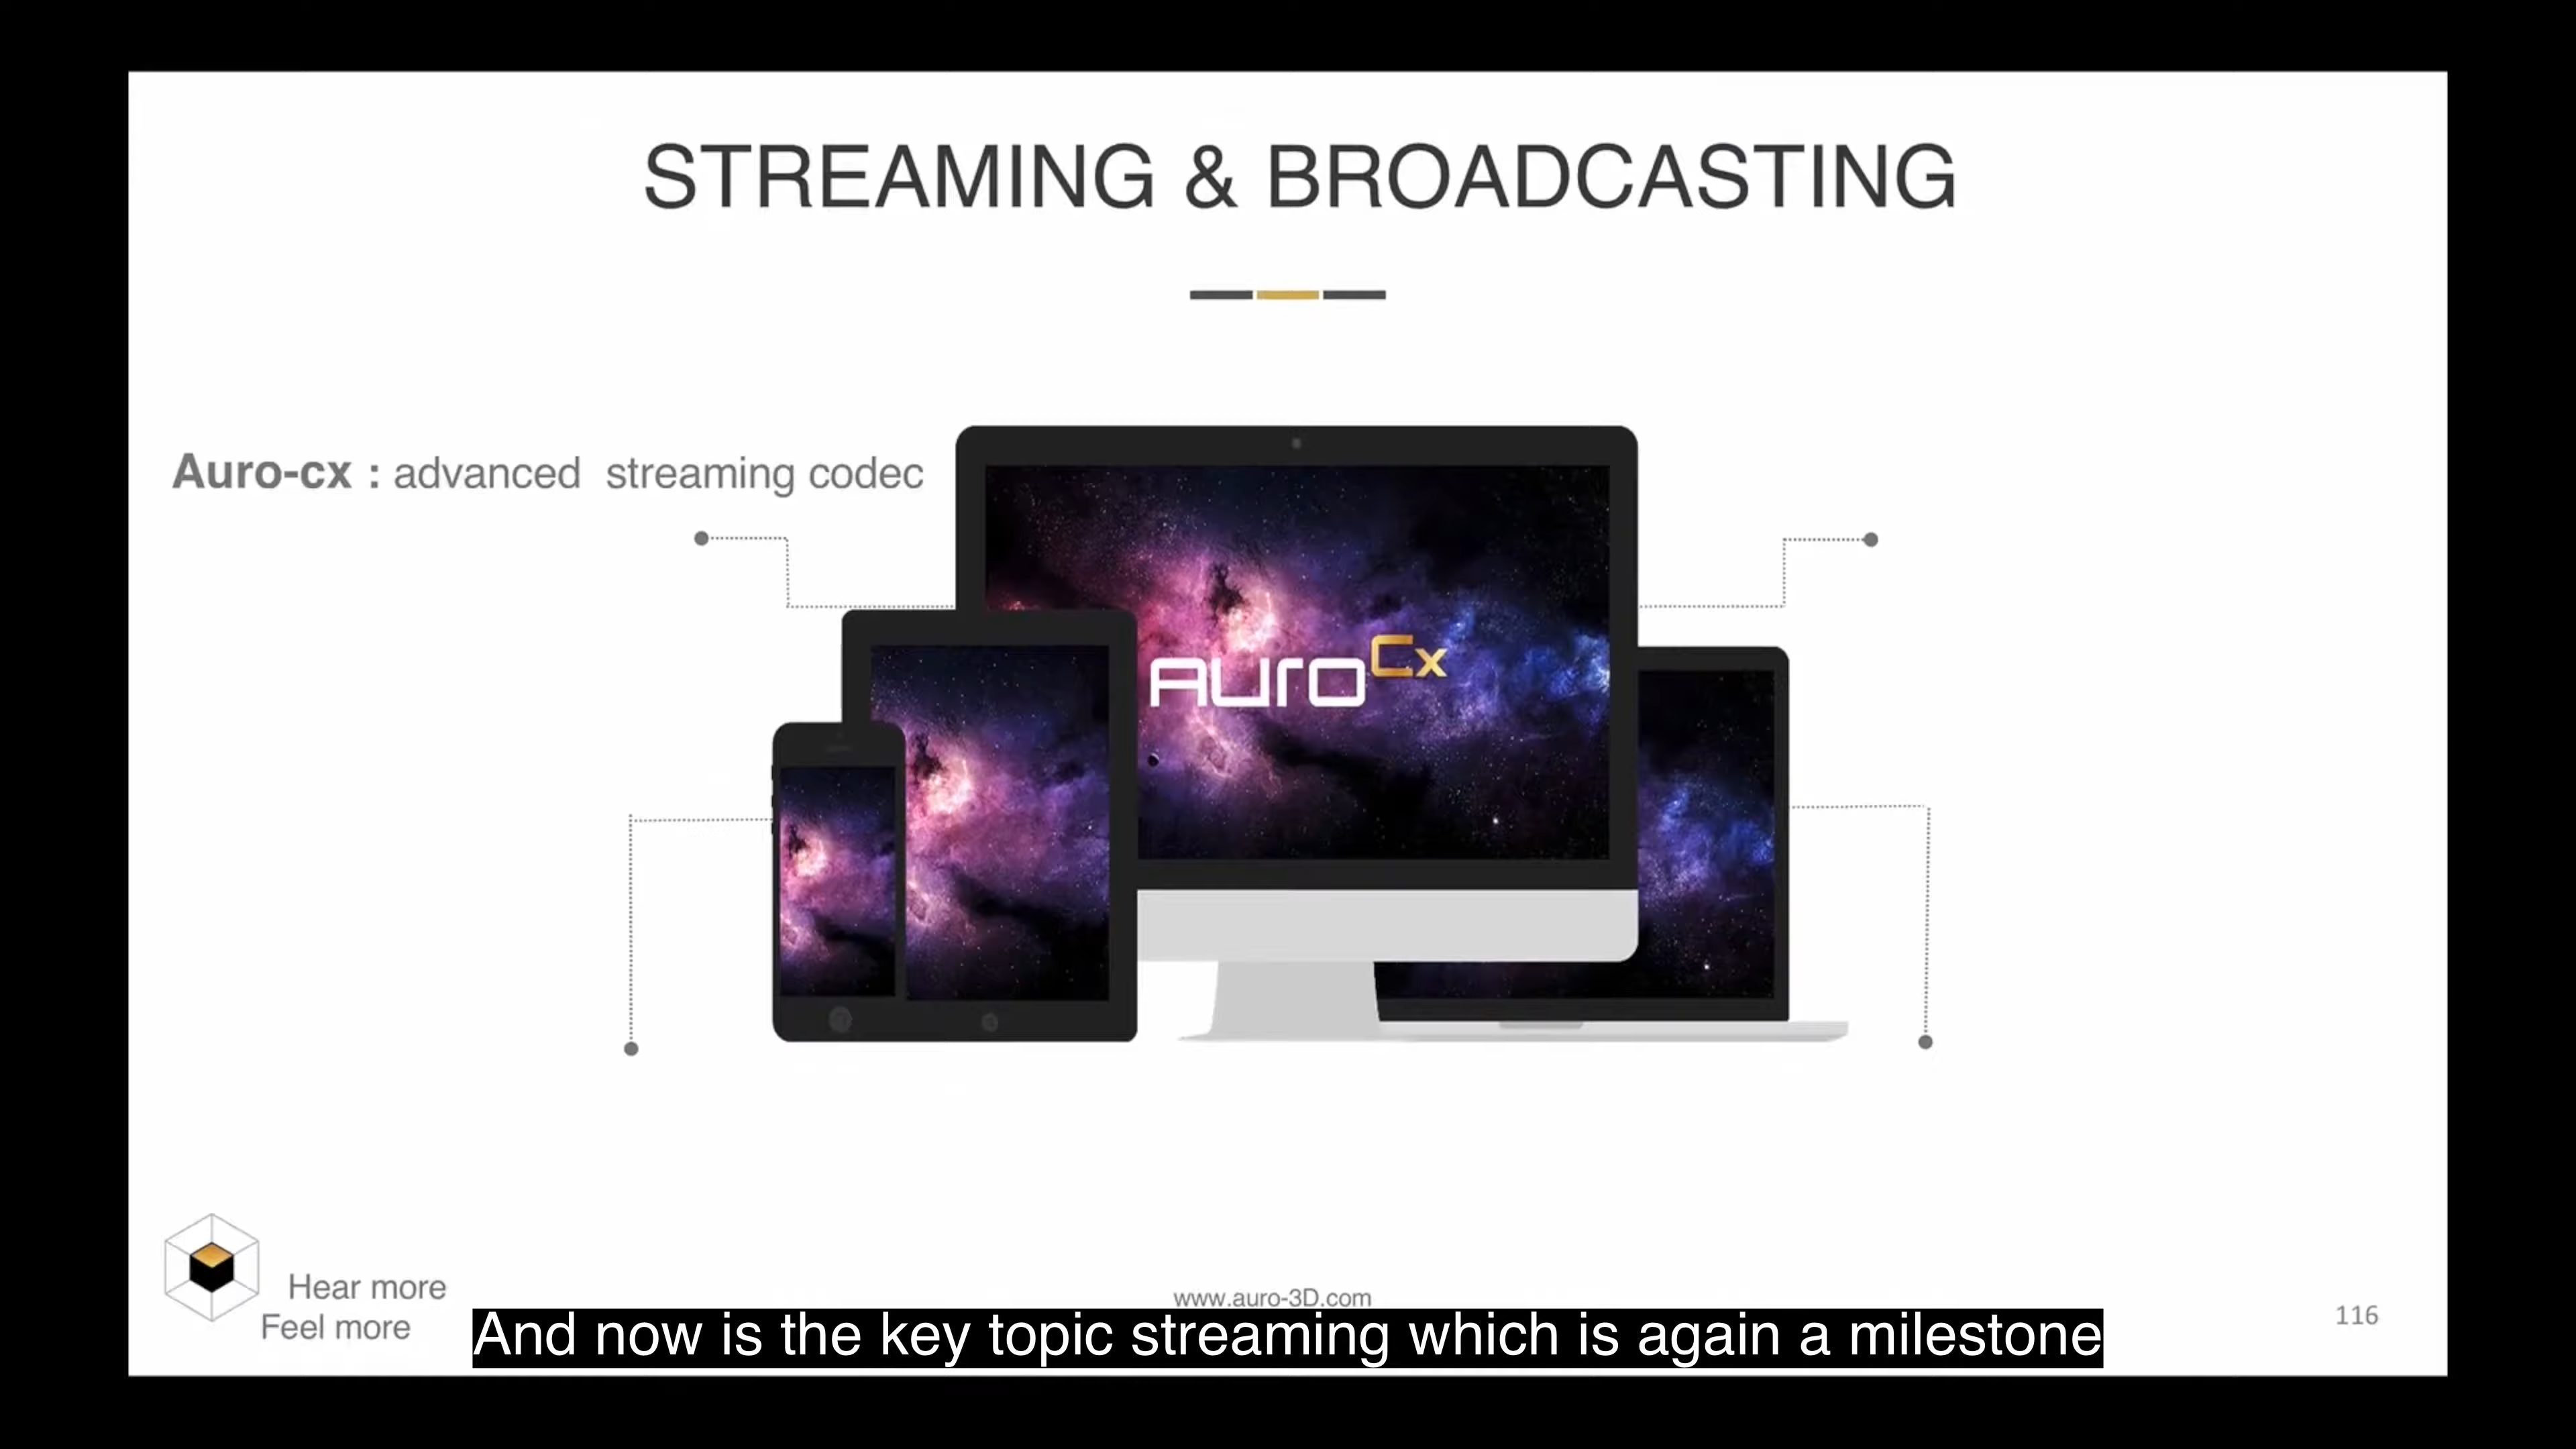 STREAMING & BROADCASTING
Auro-cx : advanced streaming codec
auro Cx
Hear more
Feel more
www.auro-3D.com
116
And now is the key topic streaming which is again a milestone